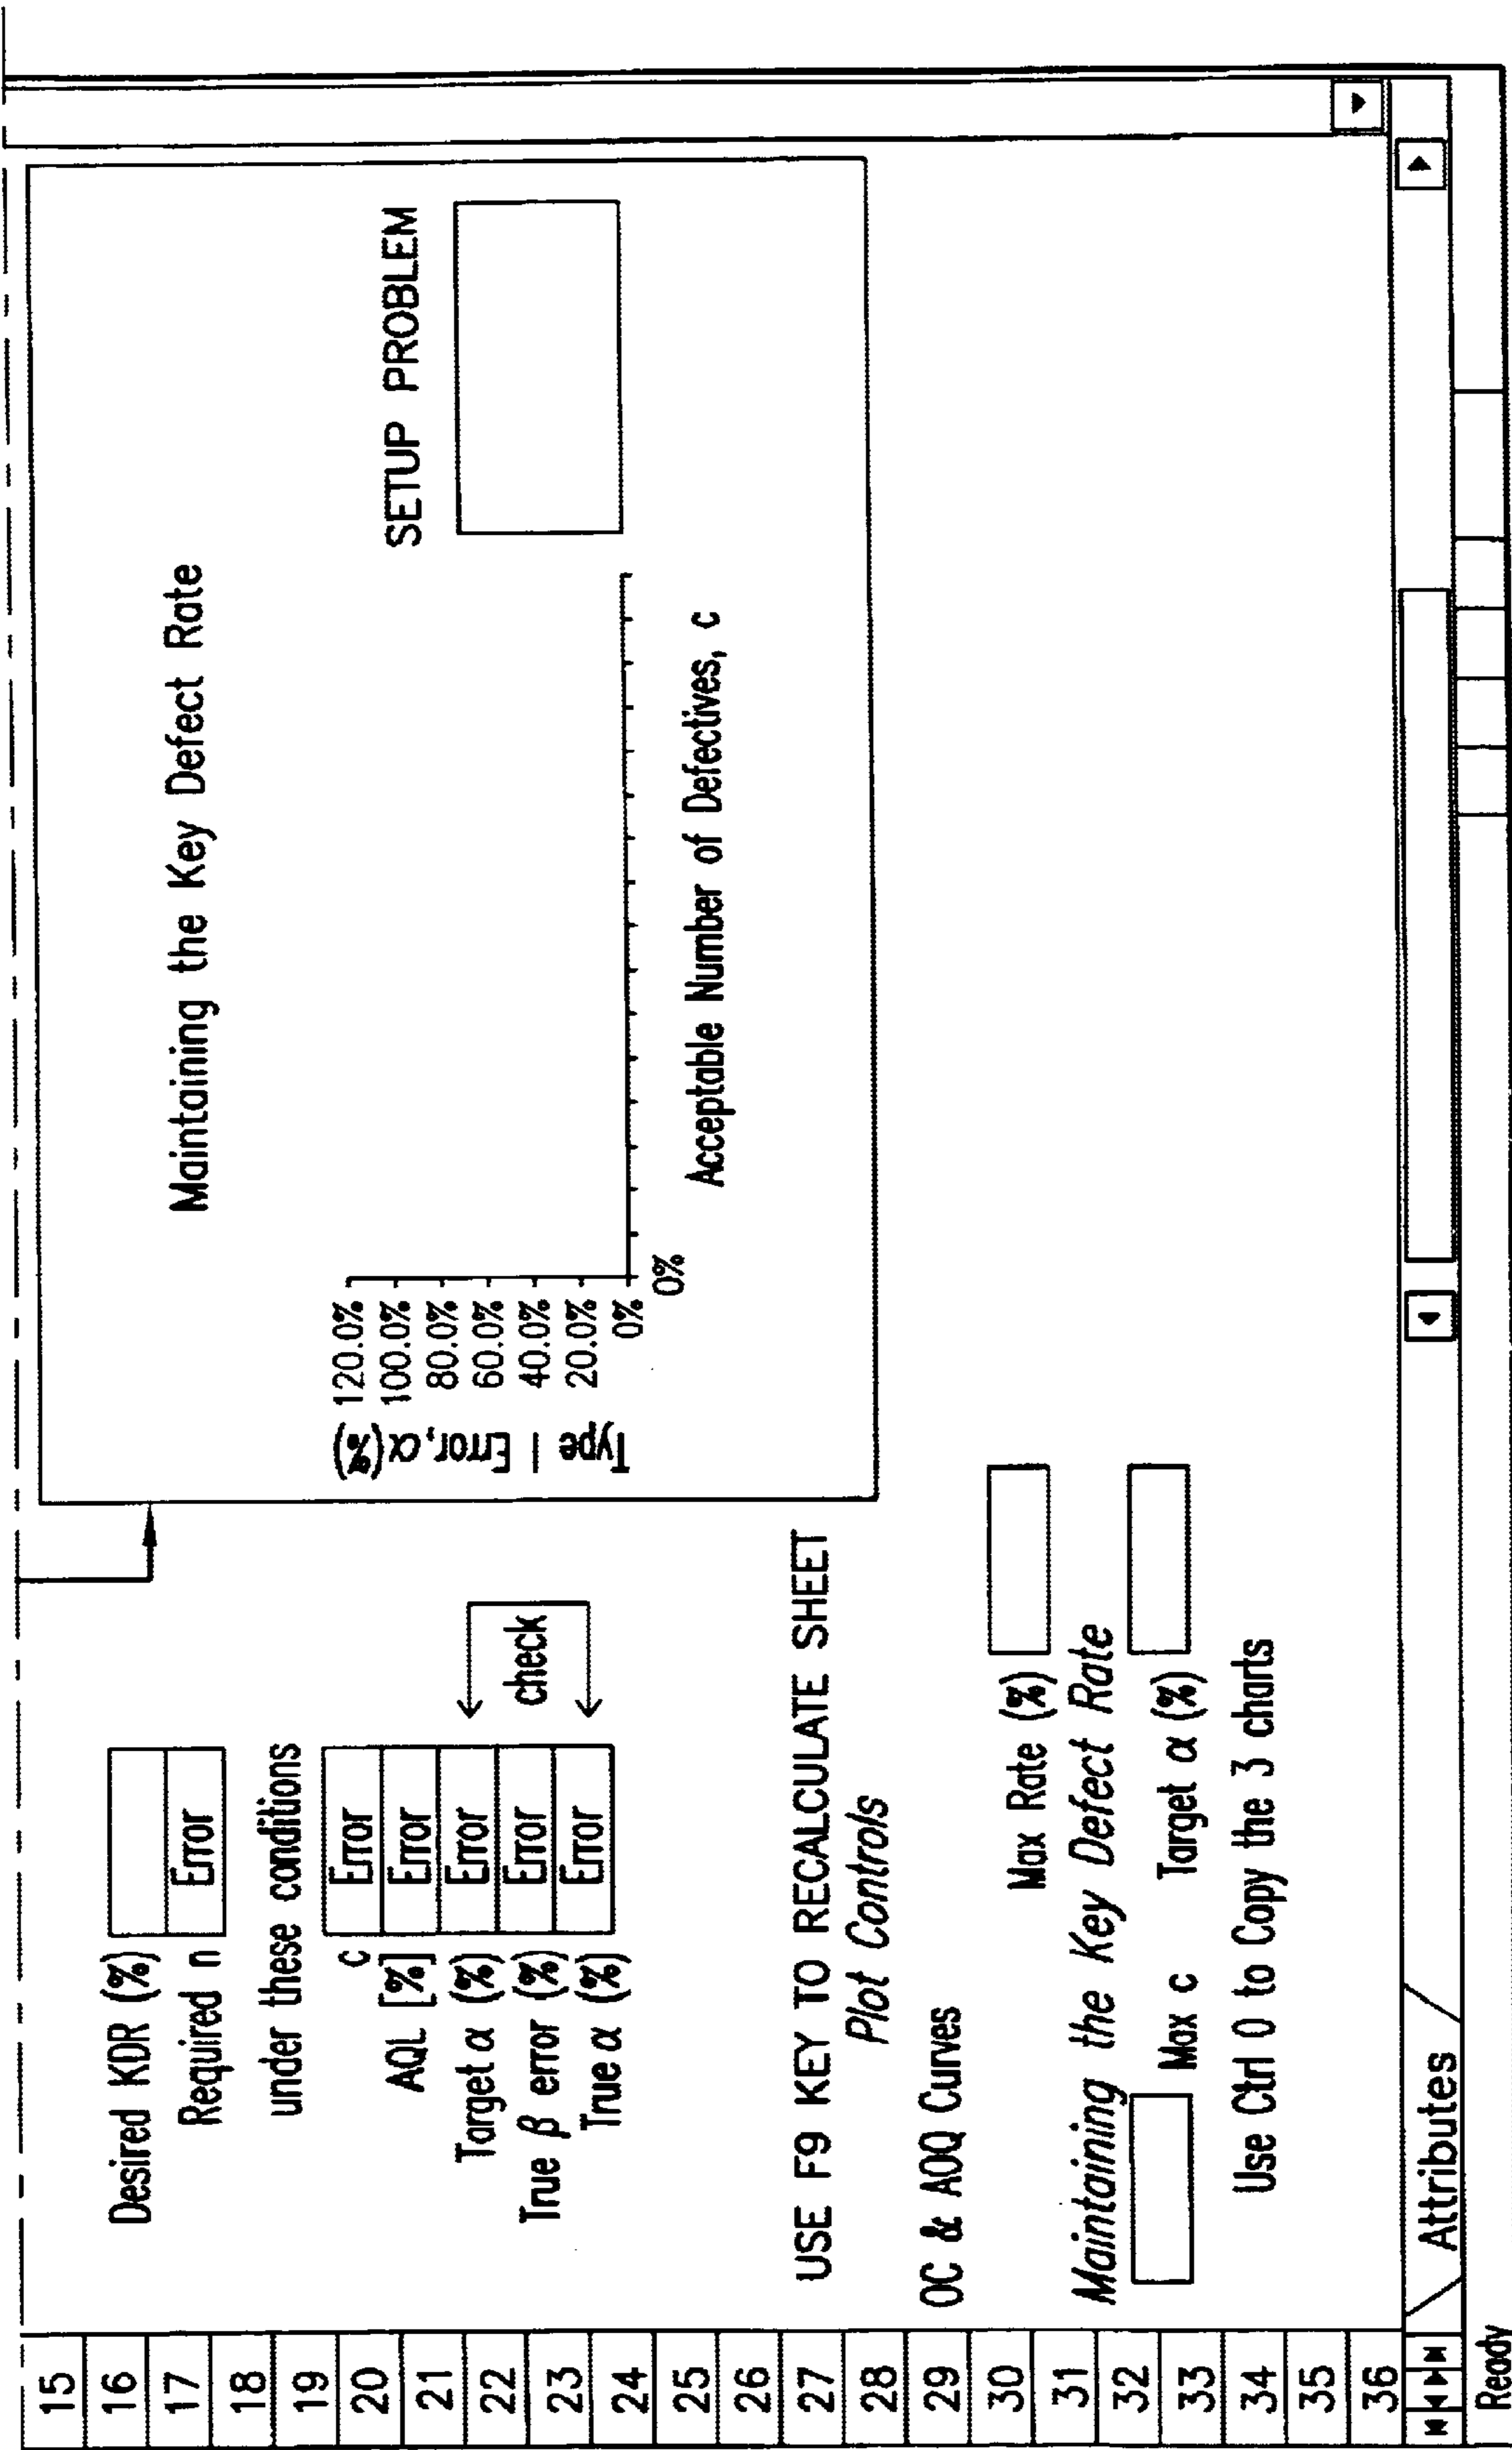 15
16
17
18
19
20
21
22
23
24
25
26
27
28
29
30
31
32
33
34
35
36
Desired KDR (%)
Required n Error
under these conditions
c Error
AQL [%] Error
Target α (%) Error
True β error (%) Error
True α (%) Error
check
USE F9 KEY TO RECALCULATE SHEET
Plot Controls
OC & AOQ Curves
Max Rate (%)
Maintaining the Key Defect Rate
Max c Target α (%)
Use Ctrl O to Copy the 3 charts
Maintaining the Key Defect Rate
SETUP PROBLEM
Type I Error, α(%)
120.0%
100.0%
80.0%
60.0%
40.0%
20.0%
0%
0%
Acceptable Number of Defectives, c
Attributes
Ready